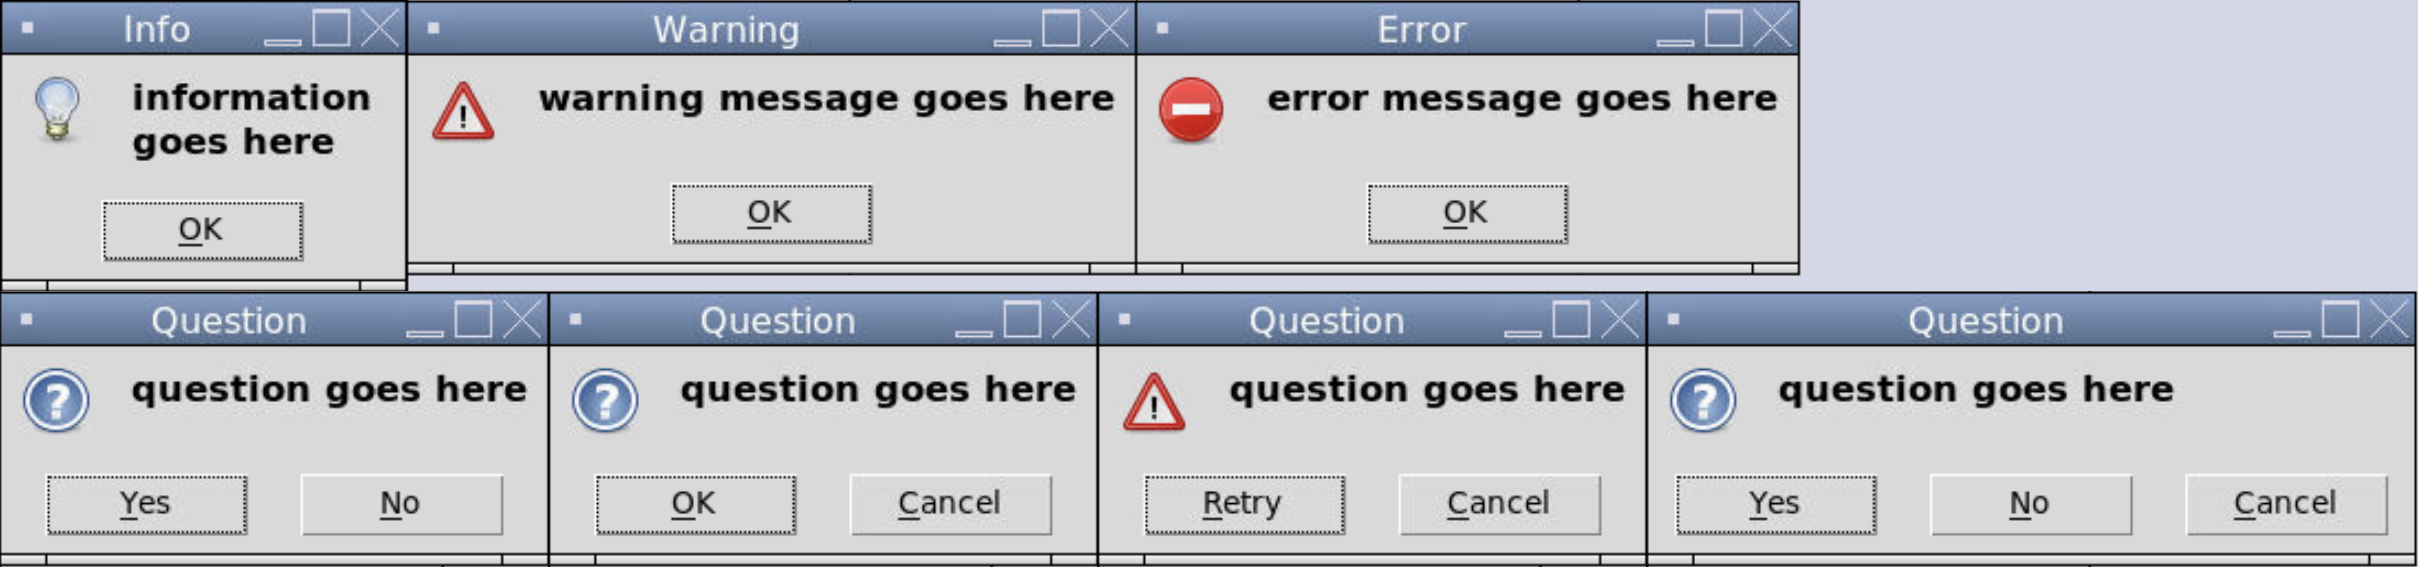 Info
information
goes here
OK
Warning
warning message goes here
OK
Error
error message goes here
OK
Question
question goes here
Yes No
Question
question goes here
OK Cancel
Question
question goes here
Retry Cancel
Question
question goes here
Yes No Cancel